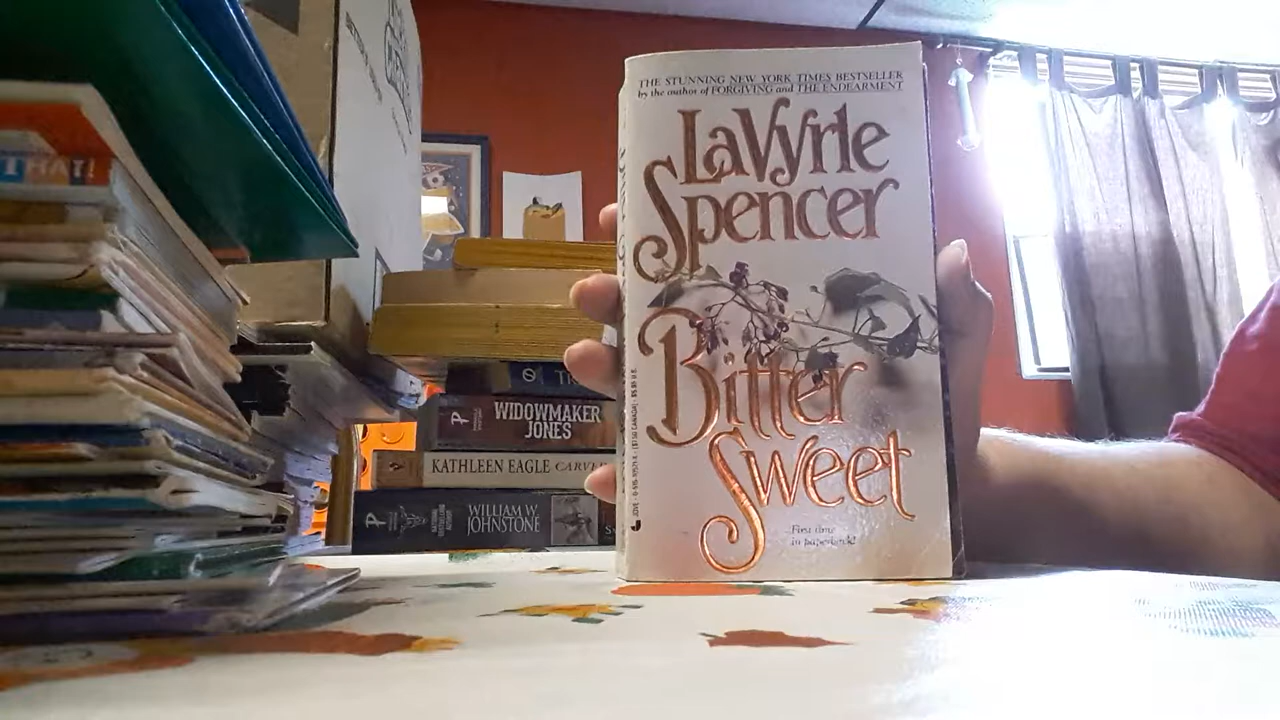 THAT!
THE STUNNING NEW YORK TIMES BESTSELLER
by the author of FORGIVING and THE ENDEARMENT
LaVyrle
Spencer
Bitter
Sweet
First time
in paperback!
WIDOWMAKER
JONES
KATHLEEN EAGLE
WILLIAM W.
JOHNSTONE